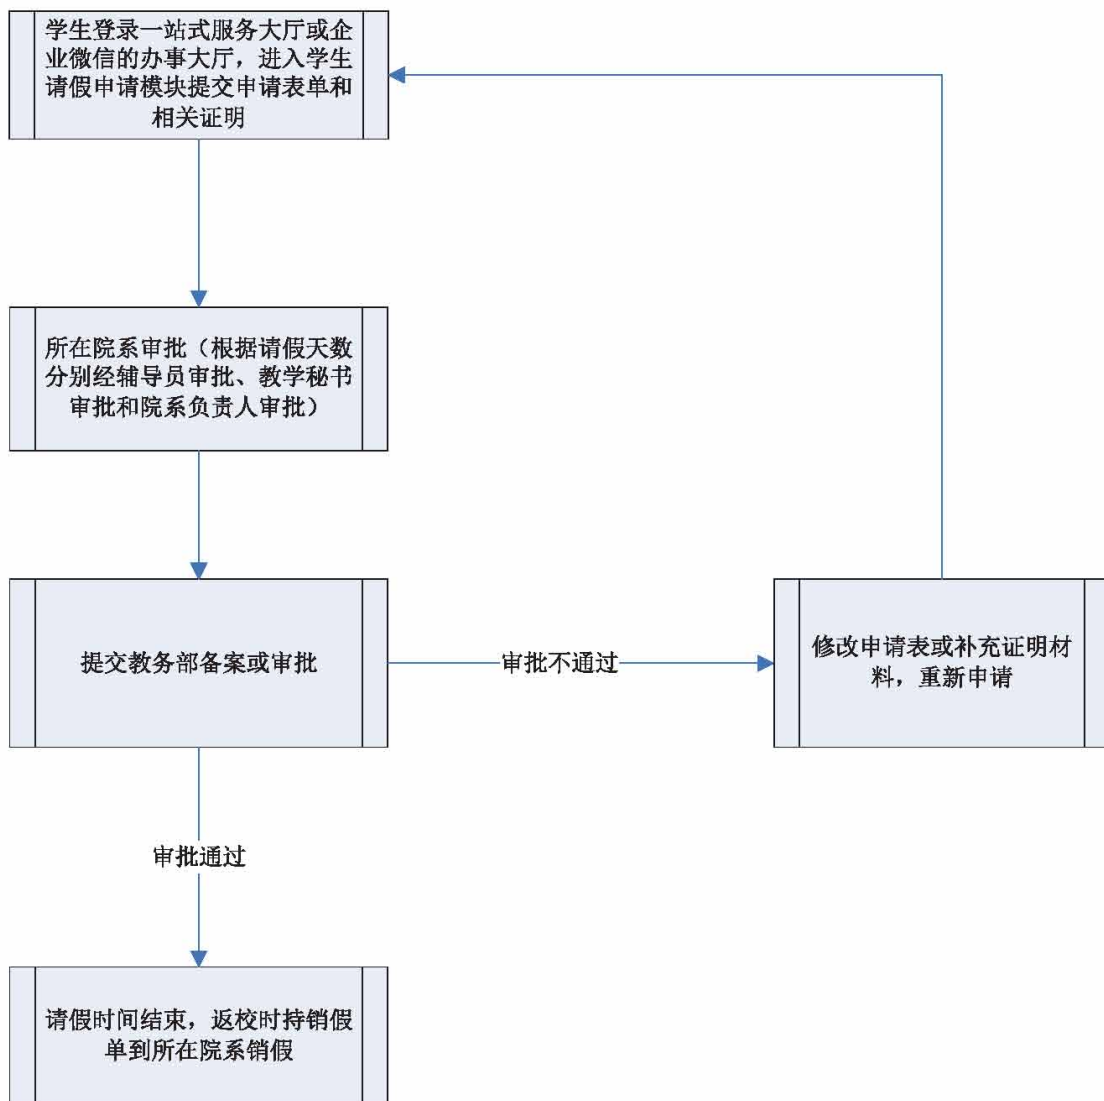 学生登录一站式服务大厅或企
业微信的办事大厅，进入学生
请假申请模块提交申请表单和
相关证明
所在院系审批（根据请假天数
分别经辅导员审批、教学秘书
审批和院系负责人审批）
提交教务部备案或审批
审批不通过
修改申请表或补充证明材
料，重新申请
审批通过
请假时间结束，返校时持销假
单到所在院系销假